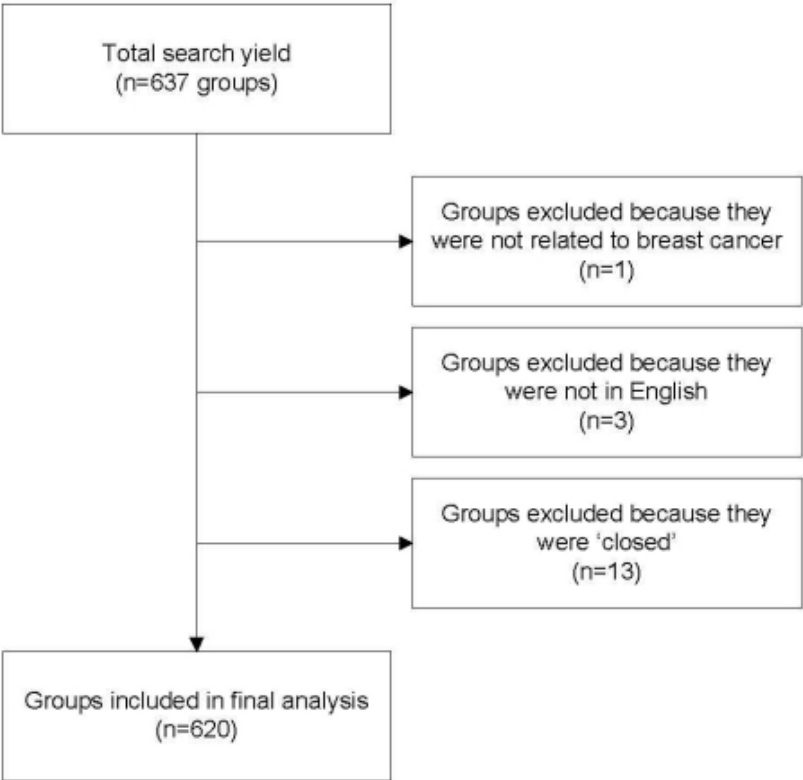 Total search yield
(n=637 groups)
Groups excluded because they
were not related to breast cancer
(n=1)
Groups excluded because they
were not in English
(n=3)
Groups excluded because they
were ‘closed’
(n=13)
Groups included in final analysis
(n=620)